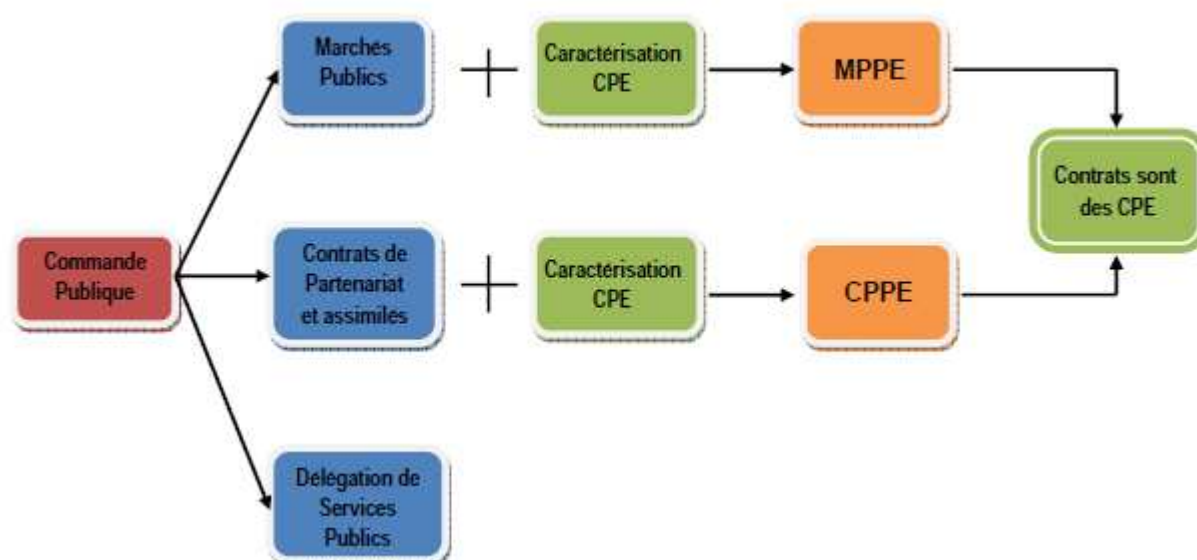 Marchés
Publics
Caractérisation
CPE
MPPE
Contrats sont
des CPE
Commande
Publique
Contrats de
Partenariat
et assimiles
Caractérisation
CPE
CPPE
Délégation de
Services
Publics